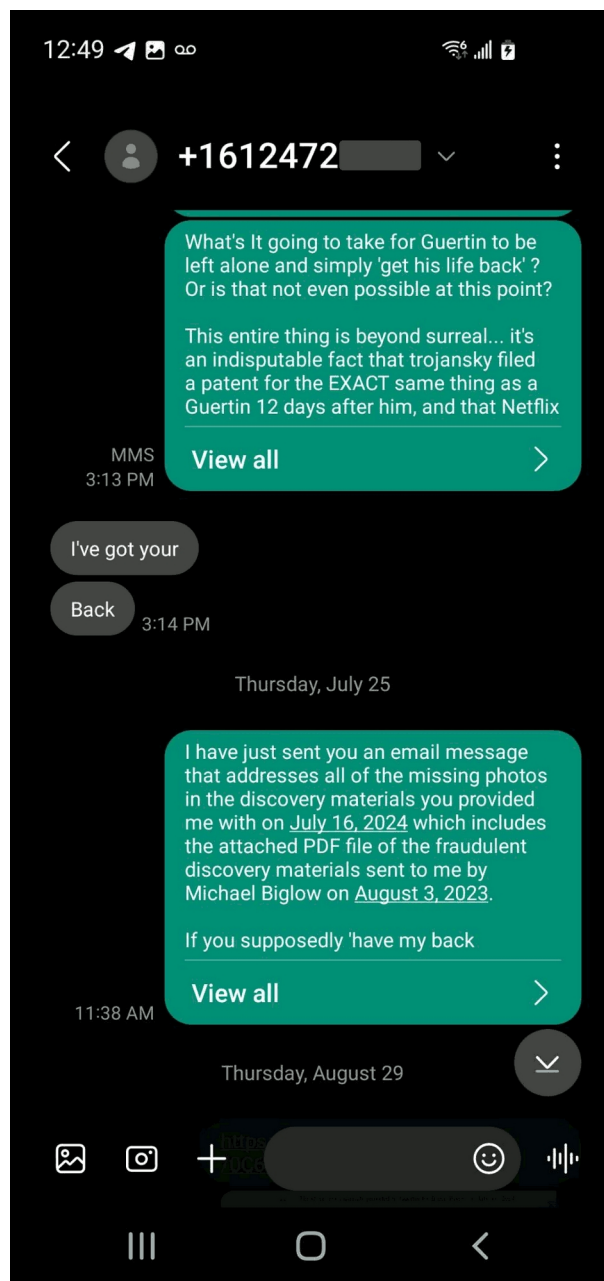 12:49
+1612472
What's It going to take for Guertin to be
left alone and simply 'get his life back' ?
Or is that not even possible at this point?
This entire thing is beyond surreal... it's
an indisputable fact that trojansky filed
a patent for the EXACT same thing as a
Guertin 12 days after him, and that Netflix
View all
MMS
3:13 PM
I've got your
Back
3:14 PM
Thursday, July 25
I have just sent you an email message
that addresses all of the missing photos
in the discovery materials you provided
me with on July 16, 2024 which includes
the attached PDF file of the fraudulent
discovery materials sent to me by
Michael Biglow on August 3, 2023.
If you supposedly 'have my back
View all
11:38 AM
Thursday, August 29
https